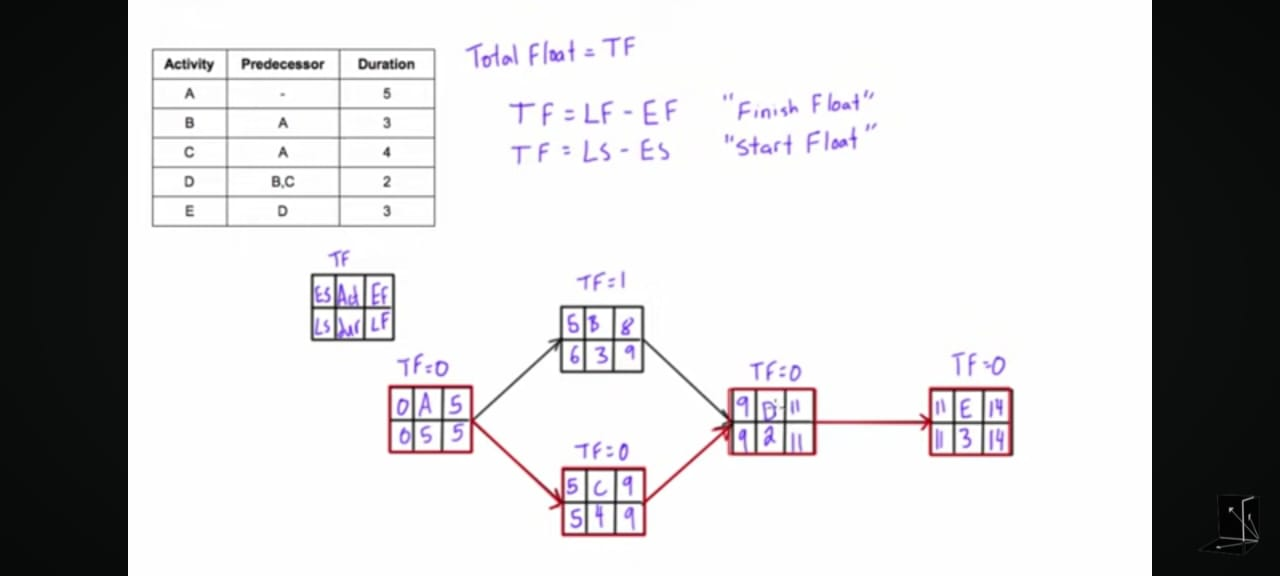 Activity Predecessor Duration
A - 5
B A 3
C A 4
D B,C 2
E D 3
Total Float = TF
TF = LF - EF "Finish Float"
TF = LS - ES "Start Float"
TF
ES Act EF
LS dur LF
TF=0
0 A 5
0 5 5
TF=1
5 B 8
6 3 9
TF=0
5 C 9
5 4 9
TF=0
9 D 11
9 2 11
TF=0
11 E 14
11 3 14